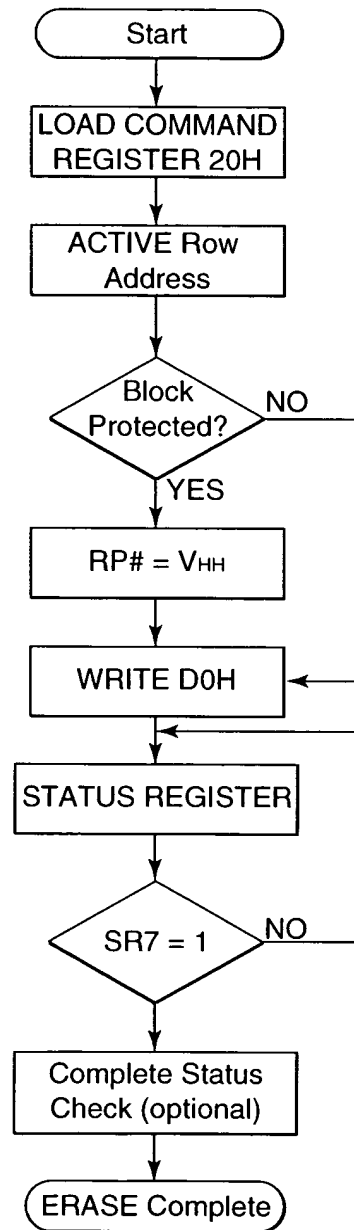 Start
LOAD COMMAND
REGISTER 20H
ACTIVE Row
Address
Block
Protected?
NO
YES
RP# = VHH
WRITE D0H
STATUS REGISTER
SR7 = 1
NO
Complete Status
Check (optional)
ERASE Complete